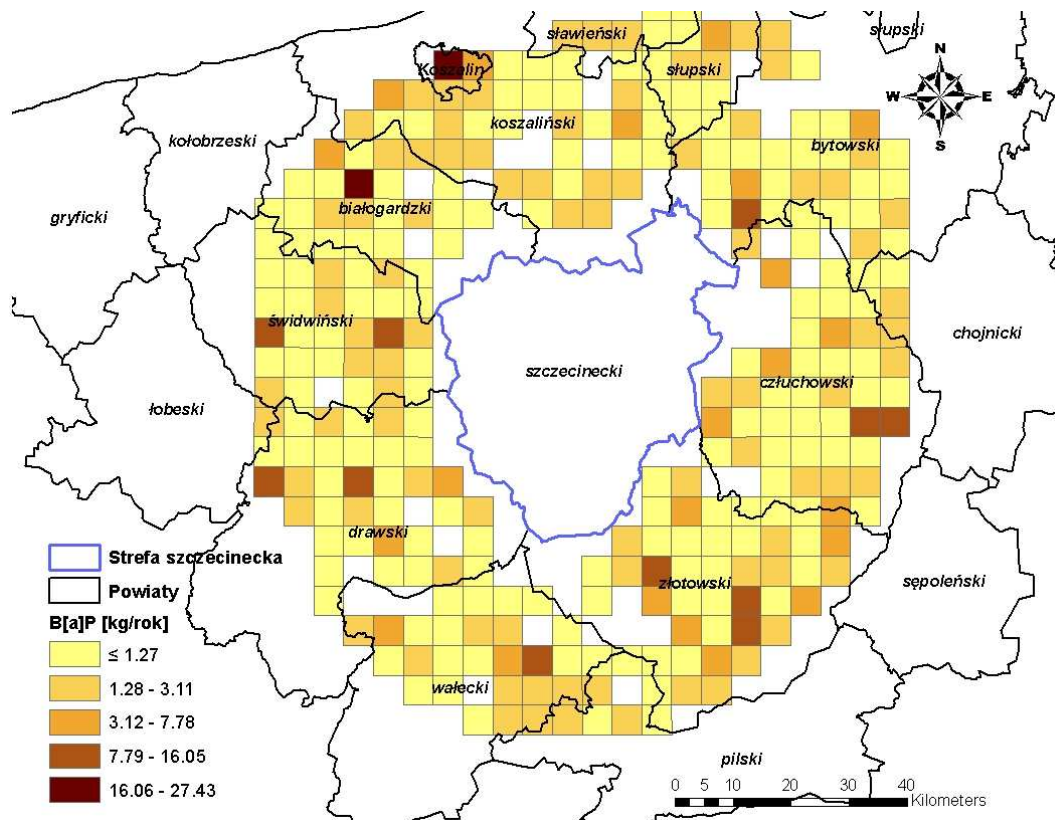 sławieński
słupski
N
Koszalin
słupski
W E
S
koszaliński
kołobrzeski
bytowski
białogardzki
gryficki
świdwiński
chojnicki
szczecinecki
człuchowski
łobeski
drawski
Strefa szczecinecka
złotowski
sępoleński
Powiaty
B[a]P [kg/rok]
≤ 1.27
1.28 - 3.11
wałecki
3.12 - 7.78
7.79 - 16.05
pilski
16.06 - 27.43
0 5 10 20 30 40
Kilometers